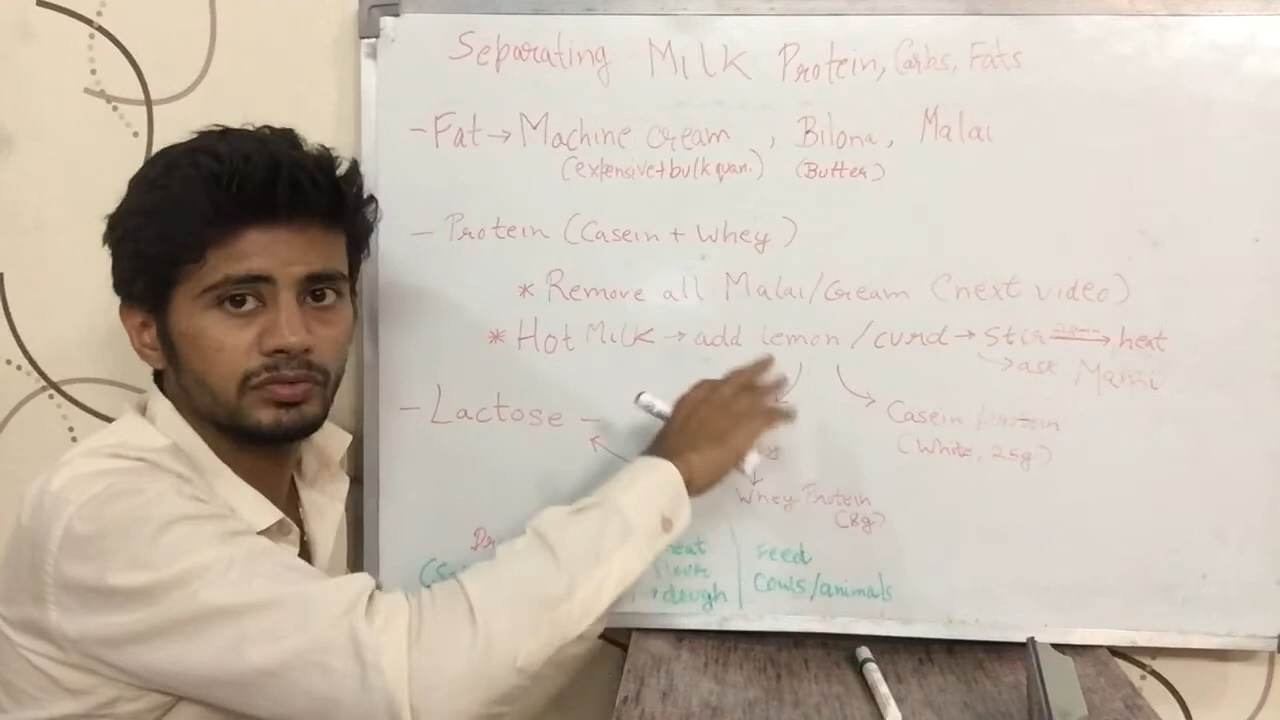 Separating Milk Protein, Carbs, Fats
- Fat → Machine cream, Bilona, Malai
(expensive + bulk quan.) (Butter)
- Protein (Casein + Whey)
* Remove all Malai/Cream (next video)
* Hot Milk → add lemon / curd → Stir → heat
→ ask Mami
- Lactose -
Casein Protein
(White, 25g)
Whey Protein
(8g)
Feed
Cows/animals
+ dough